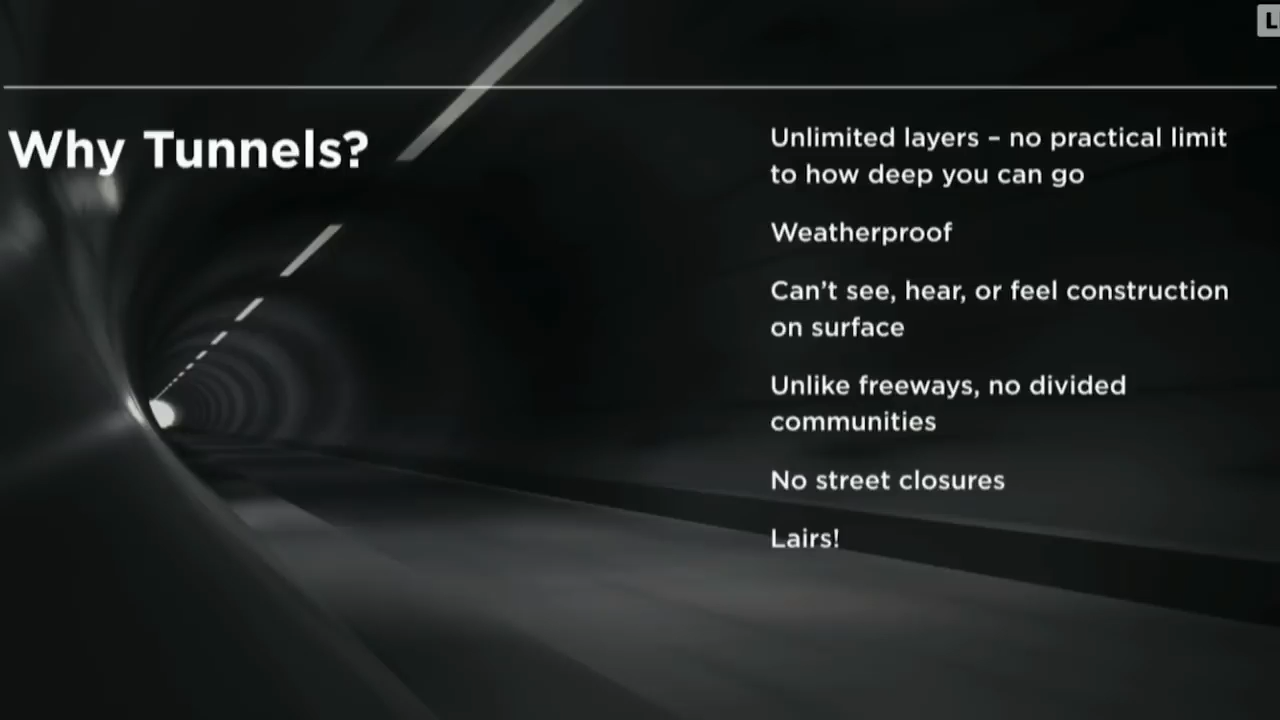 Why Tunnels?
Unlimited layers – no practical limit
to how deep you can go
Weatherproof
Can't see, hear, or feel construction
on surface
Unlike freeways, no divided
communities
No street closures
Lairs!
L